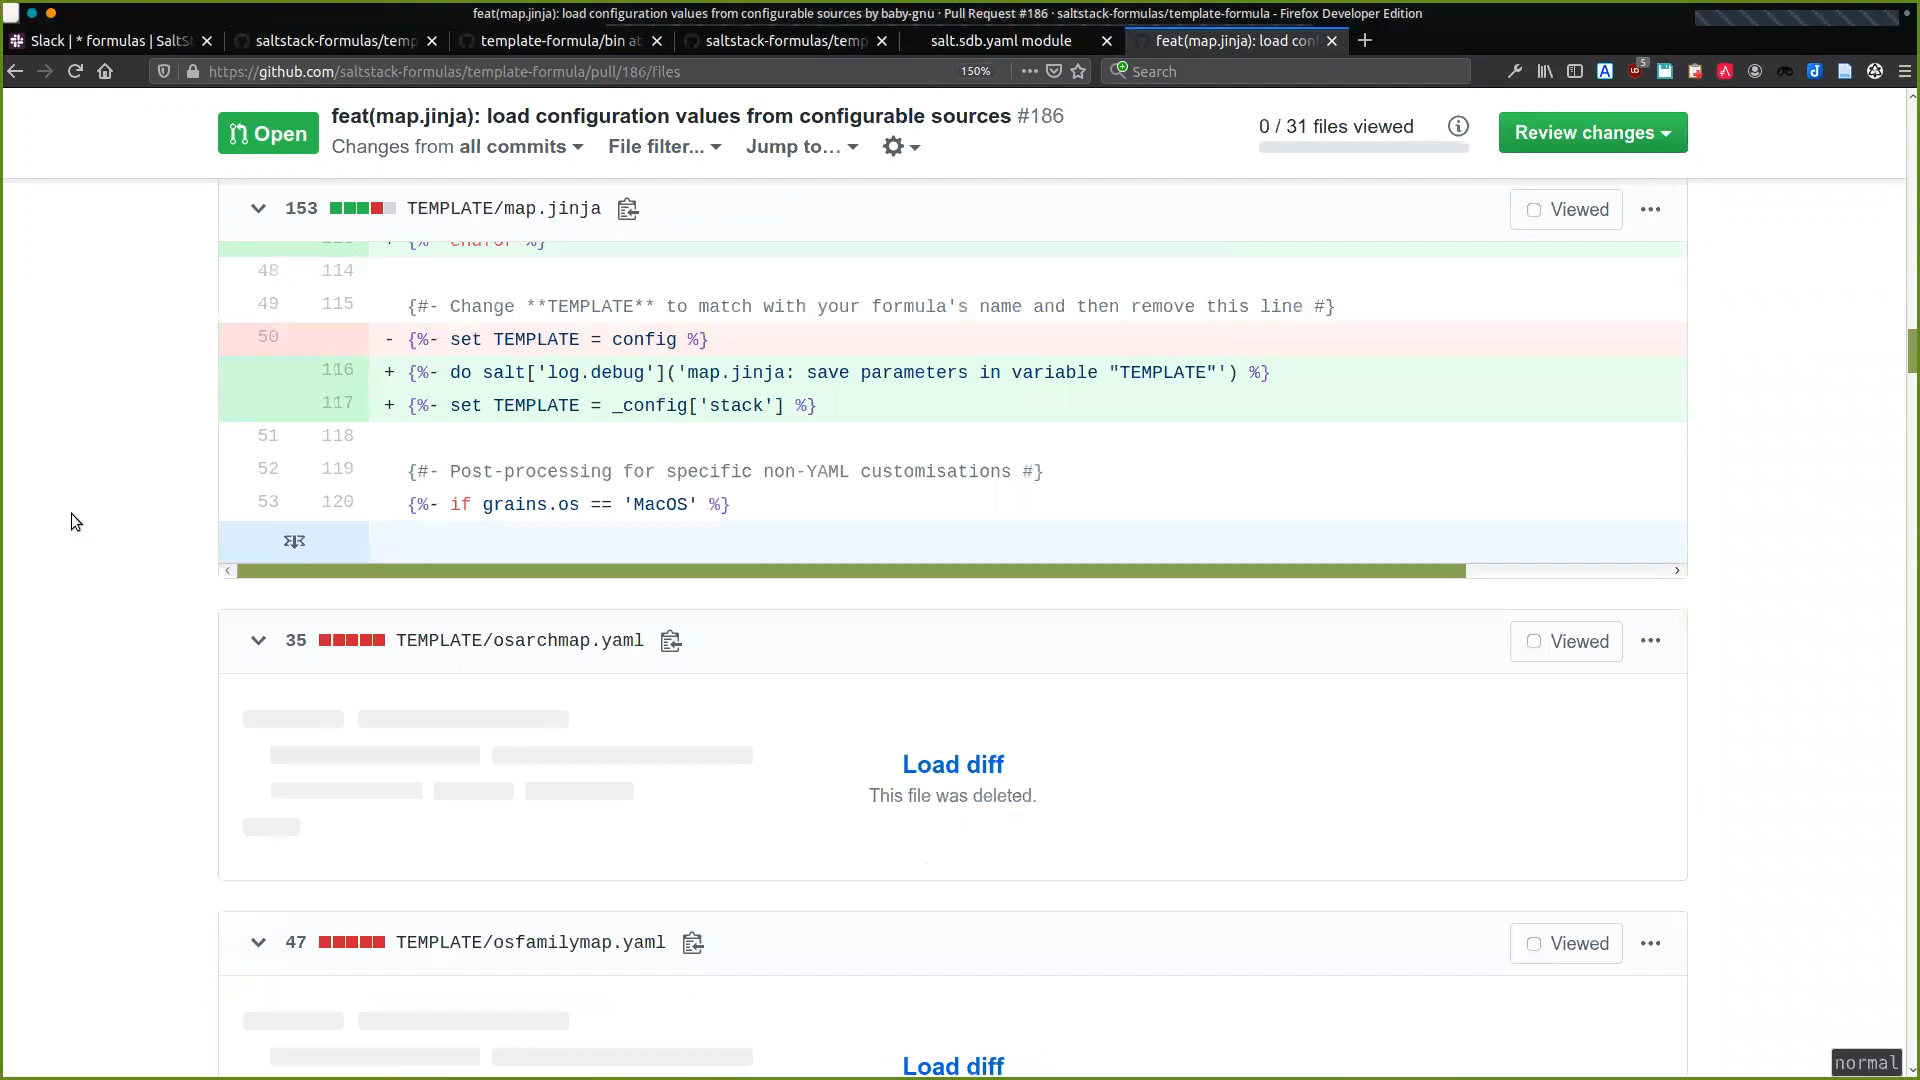 feat(map.jinja): load configuration values from configurable sources by baby-gnu · Pull Request #186 · saltstack-formulas/template-formula - Firefox Developer Edition
Slack | * formulas | SaltS
saltstack-formulas/temp
template-formula/bin at
saltstack-formulas/temp
salt.sdb.yaml module
feat(map.jinja): load con
https://github.com/saltstack-formulas/template-formula/pull/186/files
150%
Search
5
Open
feat(map.jinja): load configuration values from configurable sources #186
Changes from all commits
File filter...
Jump to...
0 / 31 files viewed
Review changes
153 TEMPLATE/map.jinja
Viewed
+ {%- endfor %}
48 114
49 115 {#- Change **TEMPLATE** to match with your formula's name and then remove this line #}
50 - {%- set TEMPLATE = config %}
116 + {%- do salt['log.debug']('map.jinja: save parameters in variable "TEMPLATE"') %}
117 + {%- set TEMPLATE = _config['stack'] %}
51 118
52 119 {#- Post-processing for specific non-YAML customisations #}
53 120 {%- if grains.os == 'MacOS' %}
35 TEMPLATE/osarchmap.yaml
Viewed
Load diff
This file was deleted.
47 TEMPLATE/osfamilymap.yaml
Viewed
Load diff
normal